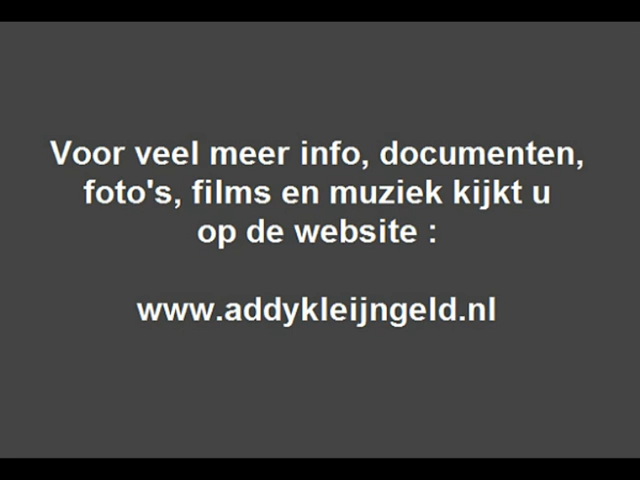 Voor veel meer info, documenten,
foto's, films en muziek kijkt u
op de website :
www.addykleijngeld.nl